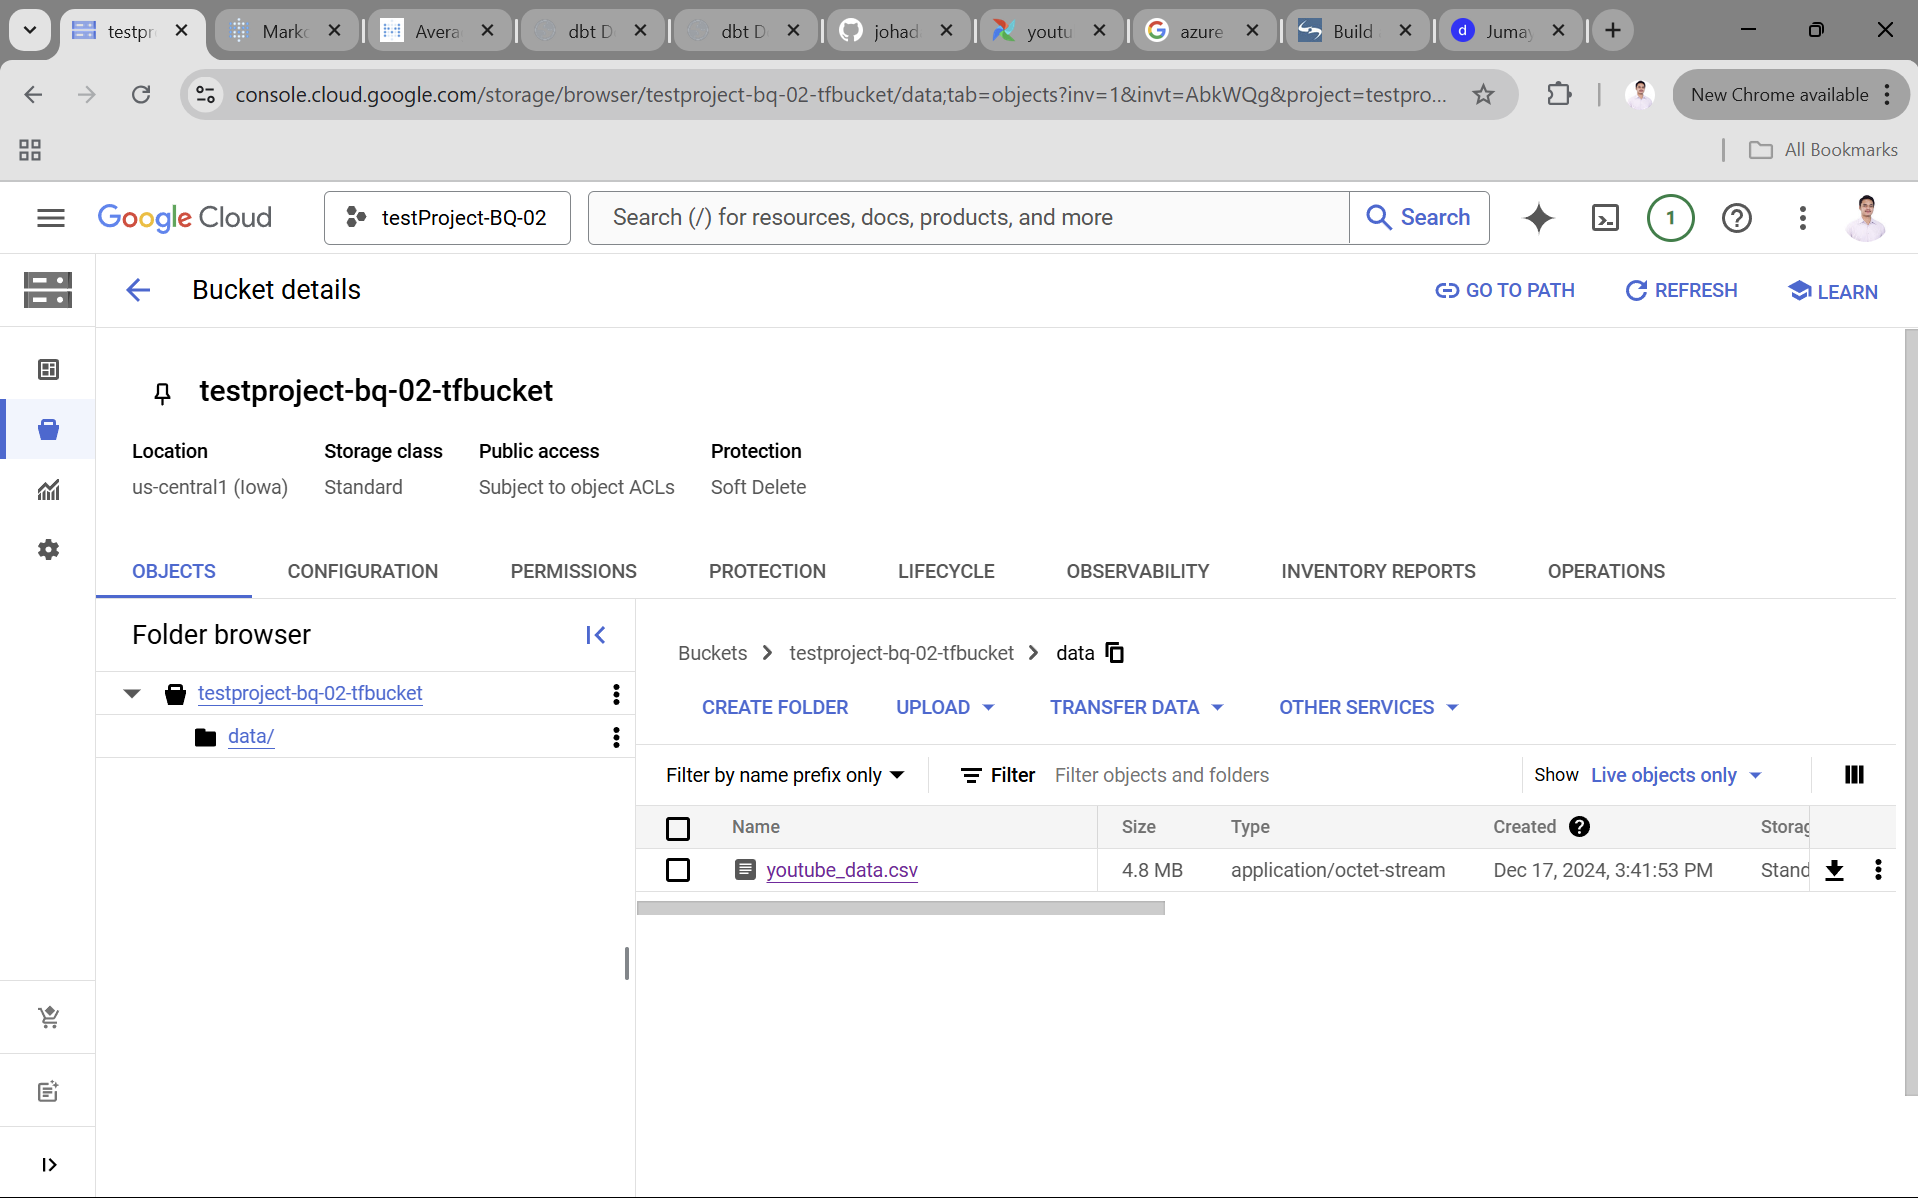 testpr
Marko
Avera
dbt D
dbt D
johad
youtu
azure
Build
Jumay
console.cloud.google.com/storage/browser/testproject-bq-02-tfbucket/data;tab=objects?inv=1&invt=AbkWQg&project=testpro...
New Chrome available
All Bookmarks
Google Cloud
testProject-BQ-02
Search (/) for resources, docs, products, and more
Search
1
Bucket details
GO TO PATH
REFRESH
LEARN
testproject-bq-02-tfbucket
Location
Storage class
Public access
Protection
us-central1 (Iowa)
Standard
Subject to object ACLs
Soft Delete
OBJECTS
CONFIGURATION
PERMISSIONS
PROTECTION
LIFECYCLE
OBSERVABILITY
INVENTORY REPORTS
OPERATIONS
Folder browser
testproject-bq-02-tfbucket
data/
Buckets
testproject-bq-02-tfbucket
data
CREATE FOLDER
UPLOAD
TRANSFER DATA
OTHER SERVICES
Filter by name prefix only
Filter
Filter objects and folders
Show
Live objects only
Name
Size
Type
Created
Storag
youtube_data.csv
4.8 MB
application/octet-stream
Dec 17, 2024, 3:41:53 PM
Stand